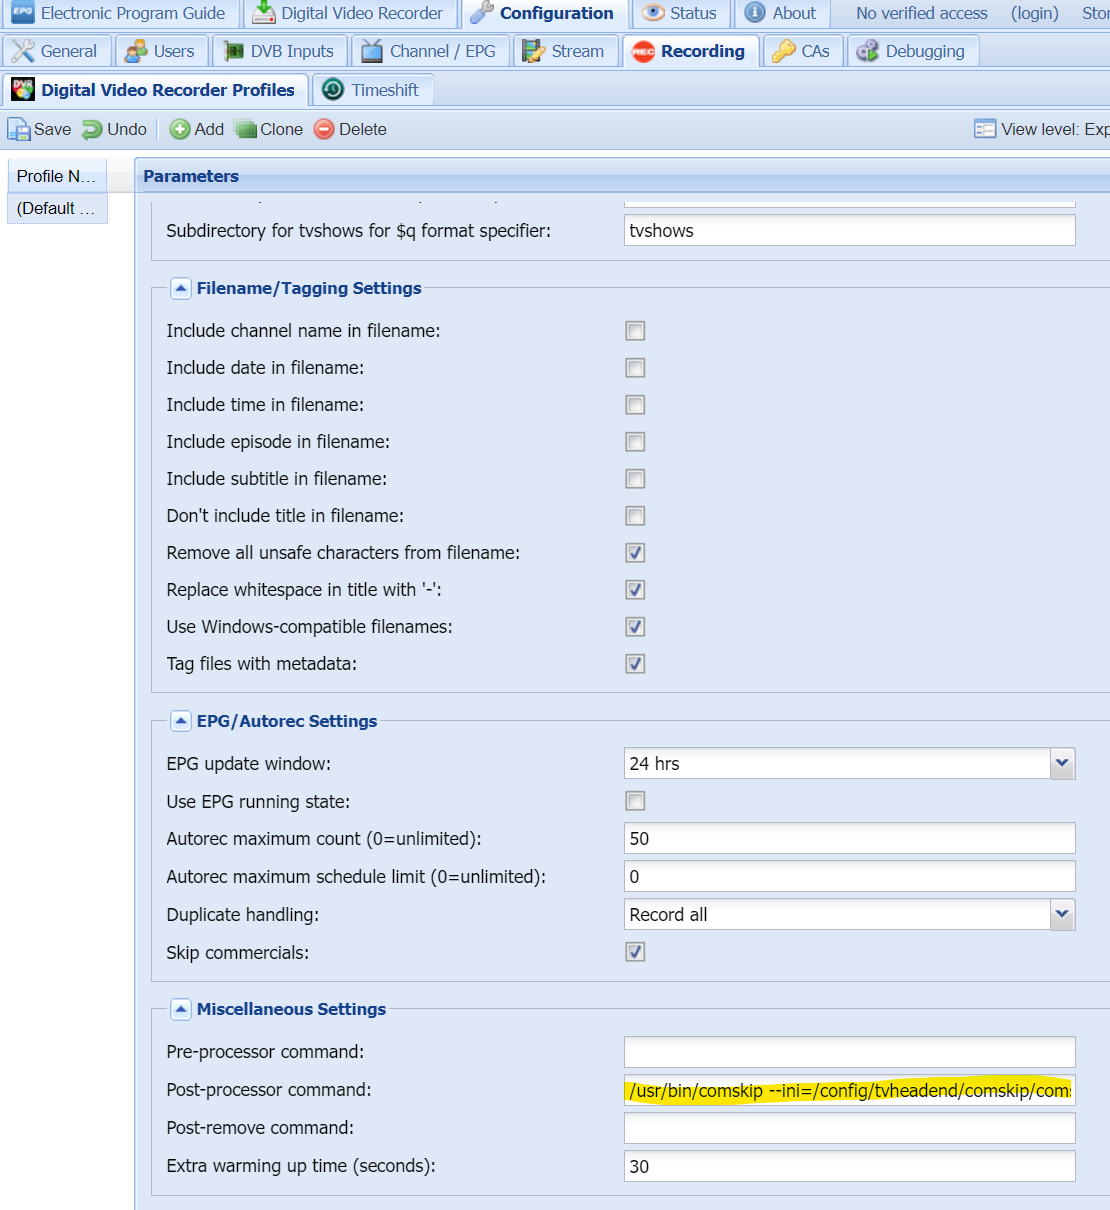 EPG Electronic Program Guide Digital Video Recorder Configuration Status About No verified access (login)
General Users DVB Inputs Channel / EPG Stream REC Recording CAs Debugging
DVR Digital Video Recorder Profiles Timeshift
Save Undo Add Clone Delete View level: Exp
Profile N... Parameters
(Default ...
Subdirectory for tvshows for $q format specifier: tvshows
Filename/Tagging Settings
Include channel name in filename:
Include date in filename:
Include time in filename:
Include episode in filename:
Include subtitle in filename:
Don't include title in filename:
Remove all unsafe characters from filename:
Replace whitespace in title with '-':
Use Windows-compatible filenames:
Tag files with metadata:
EPG/Autorec Settings
EPG update window: 24 hrs
Use EPG running state:
Autorec maximum count (0=unlimited): 50
Autorec maximum schedule limit (0=unlimited): 0
Duplicate handling: Record all
Skip commercials:
Miscellaneous Settings
Pre-processor command:
Post-processor command: /usr/bin/comskip --ini=/config/tvheadend/comskip/coms
Post-remove command:
Extra warming up time (seconds): 30